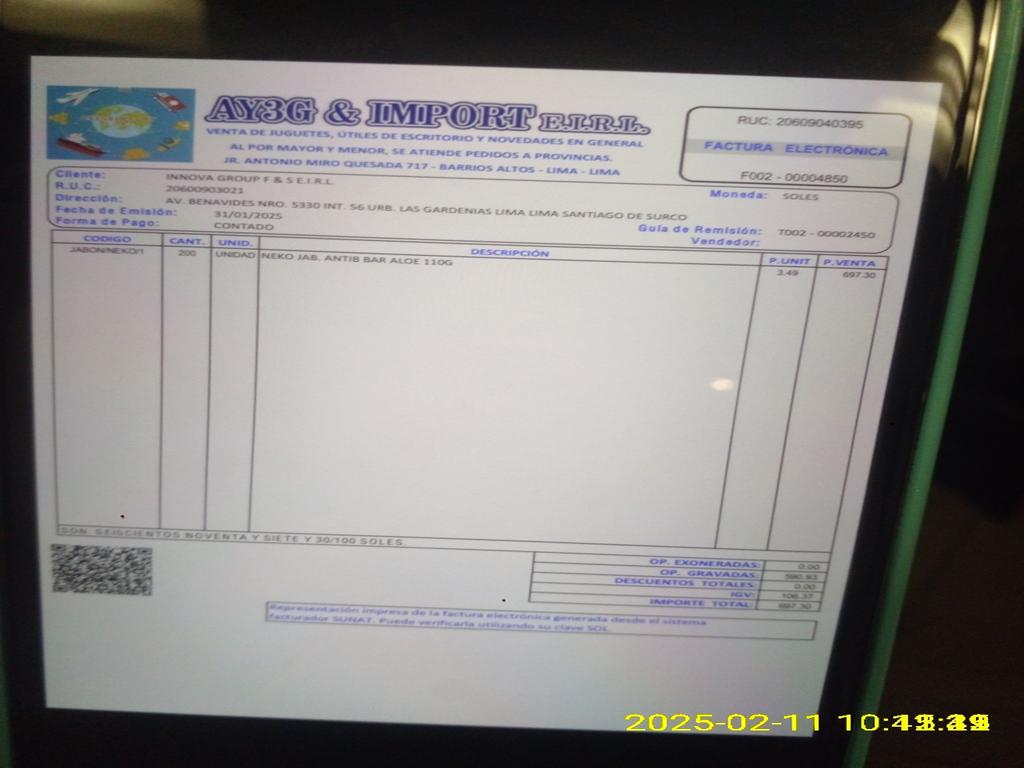 AY3G & IMPORT E.I.R.L.
VENTA DE JUGUETES, ÚTILES DE ESCRITORIO Y NOVEDADES EN GENERAL
AL POR MAYOR Y MENOR, SE ATIENDE PEDIDOS A PROVINCIAS.
JR. ANTONIO MIRO QUESADA 717 - BARRIOS ALTOS - LIMA - LIMA
RUC: 20609040395
FACTURA ELECTRÓNICA
F002 - 00004850
Cliente: INNOVA GROUP F & S E.I.R.L.
R.U.C.: 20600903021
Dirección: AV. BENAVIDES NRO. 5330 INT. 56 URB. LAS GARDENIAS LIMA LIMA SANTIAGO DE SURCO
Fecha de Emisión: 31/01/2025
Forma de Pago: CONTADO
Moneda: SOLES
Guía de Remisión: T002 - 00002450
Vendedor:
CODIGO CANT. UNID. DESCRIPCIÓN P.UNIT P.VENTA
JABON/NEKO/1 200 UNIDAD NEKO JAB. ANTIB BAR ALOE 110G 3.49 697.30
SON: SEISCIENTOS NOVENTA Y SIETE Y 30/100 SOLES.
OP. EXONERADAS: 0.00
OP. GRAVADAS: 590.93
DESCUENTOS TOTALES: 0.00
IGV: 106.37
IMPORTE TOTAL: 697.30
Representación impresa de la factura electrónica generada desde el sistema
facturador SUNAT. Puede verificarla utilizando su clave SOL.
2025-02-11